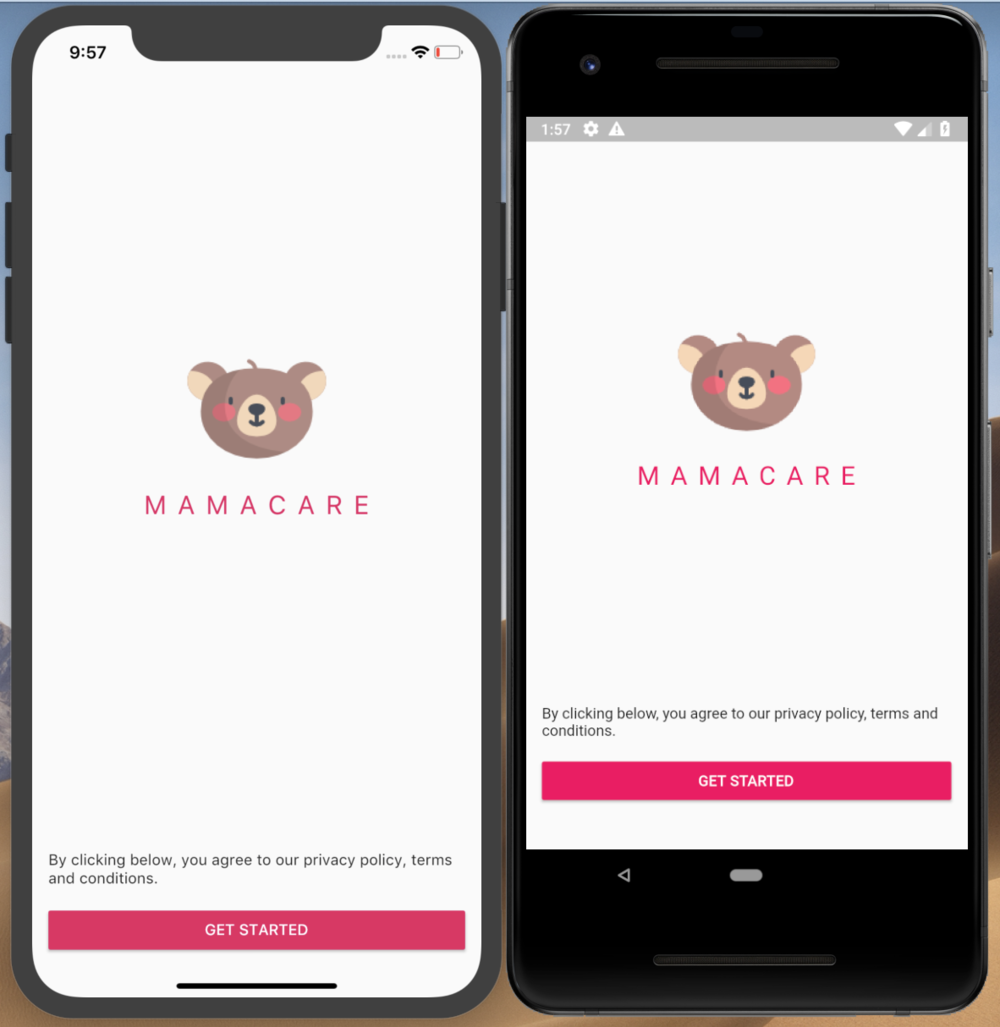 9:57
M A M A C A R E
By clicking below, you agree to our privacy policy, terms
and conditions.
GET STARTED
1:57
M A M A C A R E
By clicking below, you agree to our privacy policy, terms and
conditions.
GET STARTED